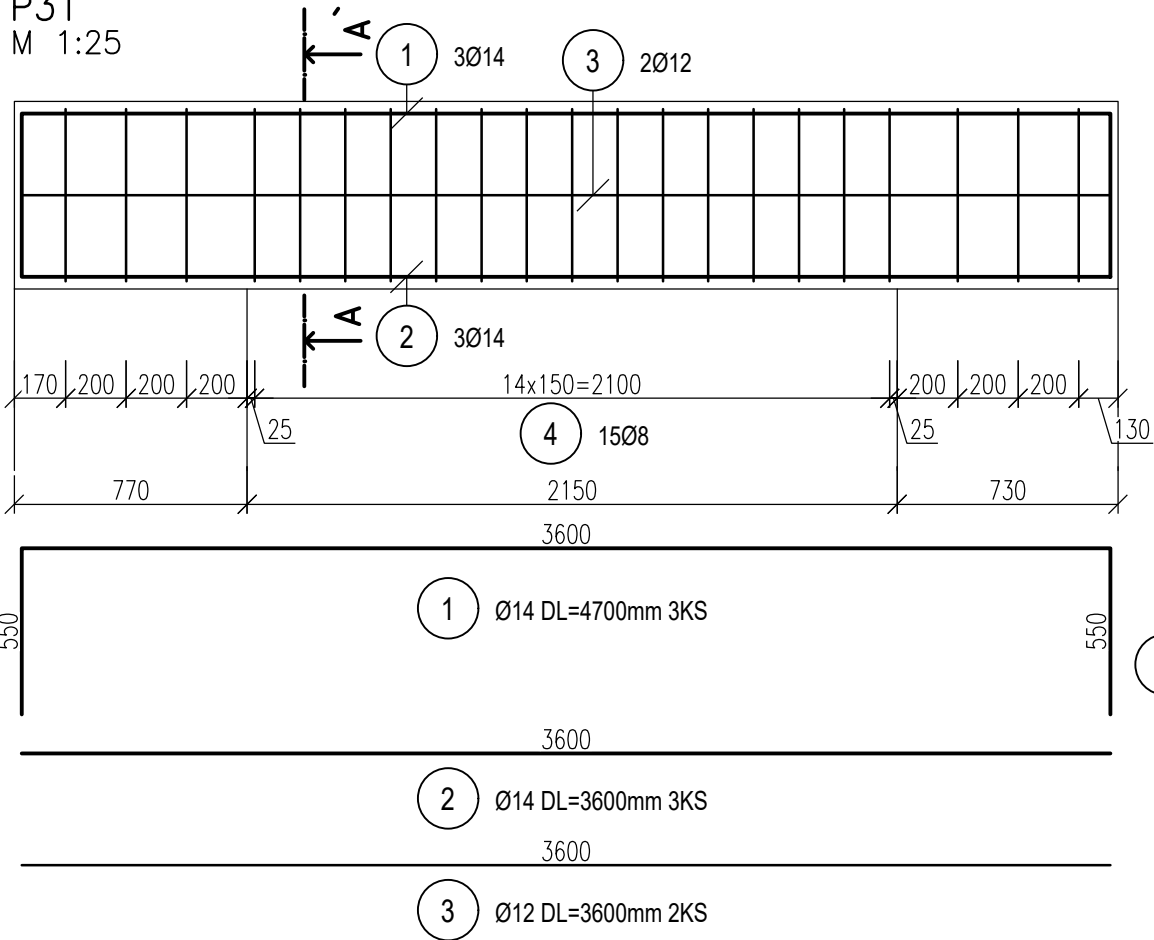 P31
M 1:25
A'
1 3Ø14
3 2Ø12
A
2 3Ø14
170 200 200 200 14x150=2100 200 200 200
25 25 130
4 15Ø8
770 2150 730
3600
550 550
1 Ø14 DL=4700mm 3KS
3600
2 Ø14 DL=3600mm 3KS
3600
3 Ø12 DL=3600mm 2KS